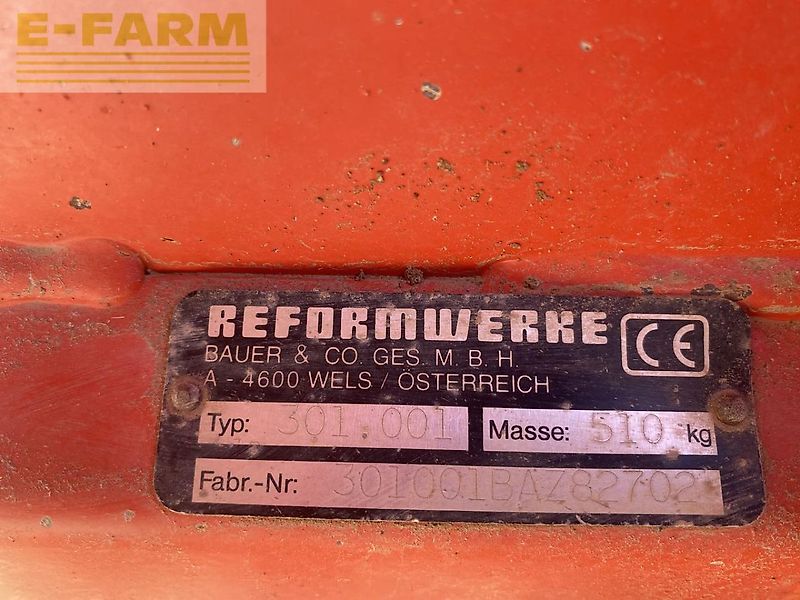 E-FARM
REFORMWERKE
BAUER & CO. GES. M. B. H.
A - 4600 WELS / ÖSTERREICH
CE
Typ: 301.001 Masse: 510 kg
Fabr.-Nr: 301001BAZ82702